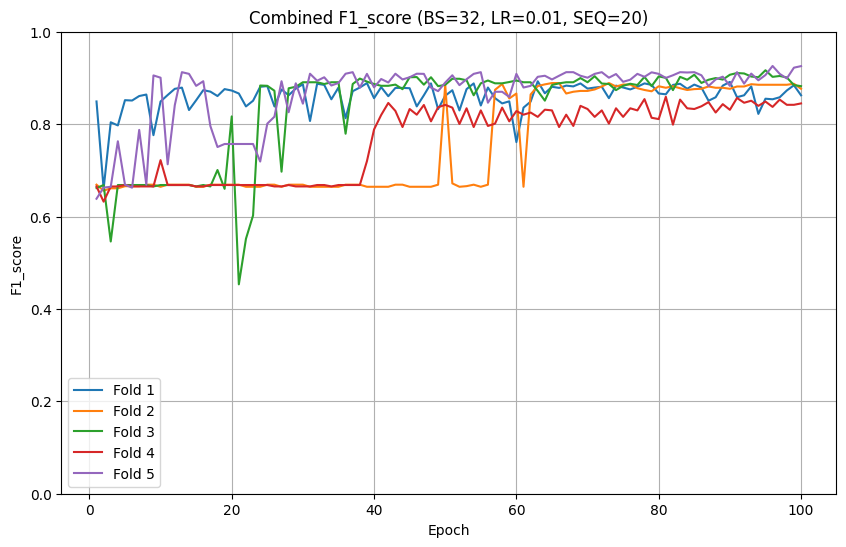 Combined F1_score (BS=32, LR=0.01, SEQ=20)
1.0
0.8
0.6
0.4
0.2
0.0
F1_score
Fold 1
Fold 2
Fold 3
Fold 4
Fold 5
0 20 40 60 80 100
Epoch